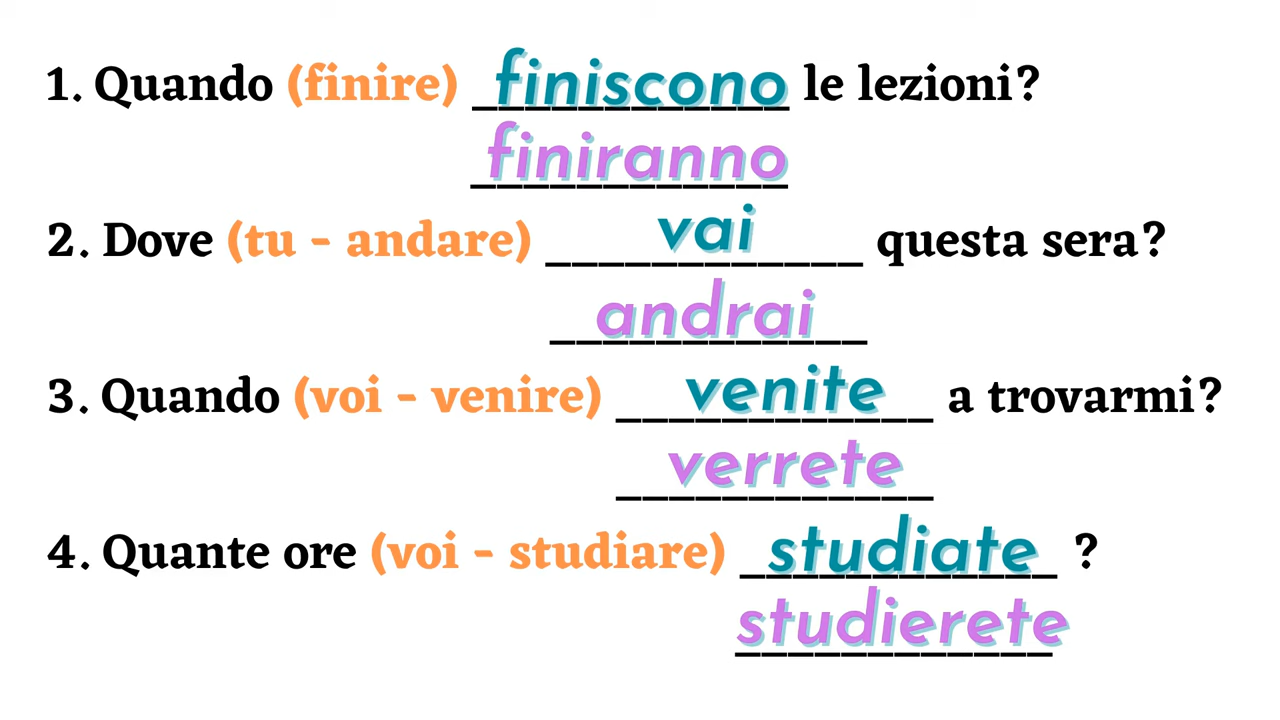 1. Quando (finire) finiscono le lezioni?
finiranno
2. Dove (tu - andare) vai questa sera?
andrai
3. Quando (voi - venire) venite a trovarmi?
verrete
4. Quante ore (voi - studiare) studiate ?
studierete